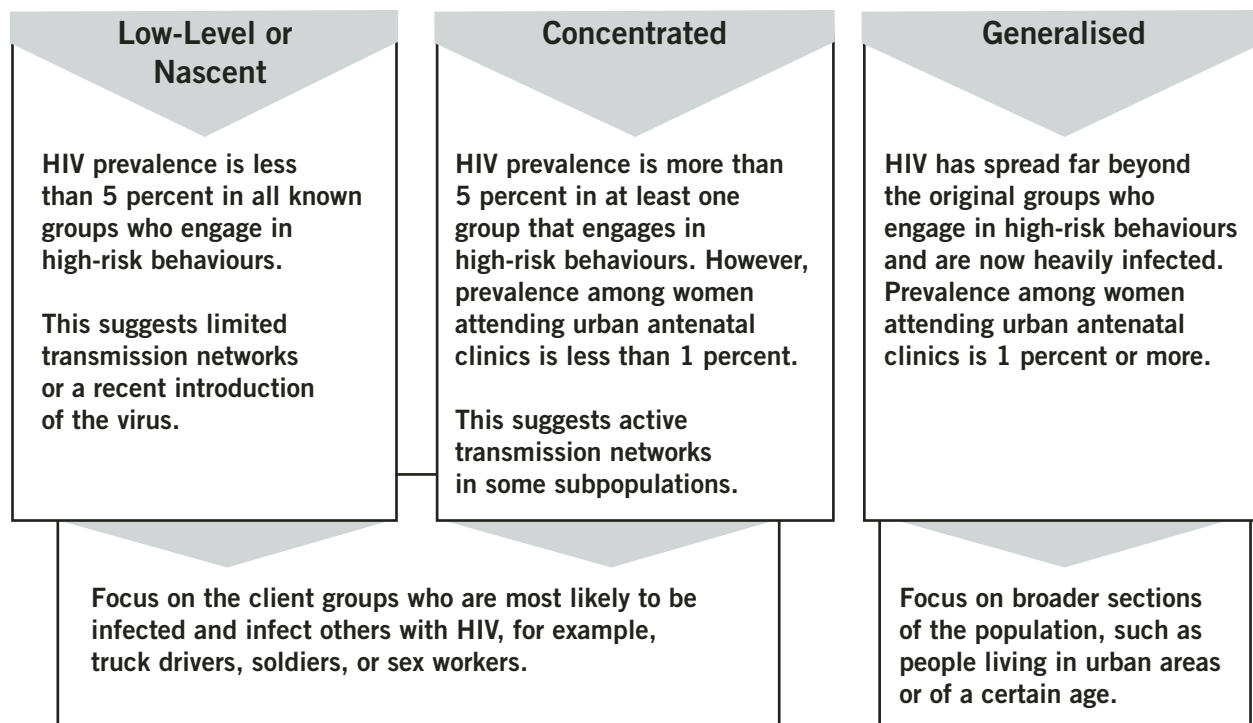 Low-Level or
Nascent
HIV prevalence is less
than 5 percent in all known
groups who engage in
high-risk behaviours.
This suggests limited
transmission networks
or a recent introduction
of the virus.
Concentrated
HIV prevalence is more than
5 percent in at least one
group that engages in
high-risk behaviours. However,
prevalence among women
attending urban antenatal
clinics is less than 1 percent.
This suggests active
transmission networks
in some subpopulations.
Generalised
HIV has spread far beyond
the original groups who
engage in high-risk behaviours
and are now heavily infected.
Prevalence among women
attending urban antenatal
clinics is 1 percent or more.
Focus on the client groups who are most likely to be
infected and infect others with HIV, for example,
truck drivers, soldiers, or sex workers.
Focus on broader sections
of the population, such as
people living in urban areas
or of a certain age.